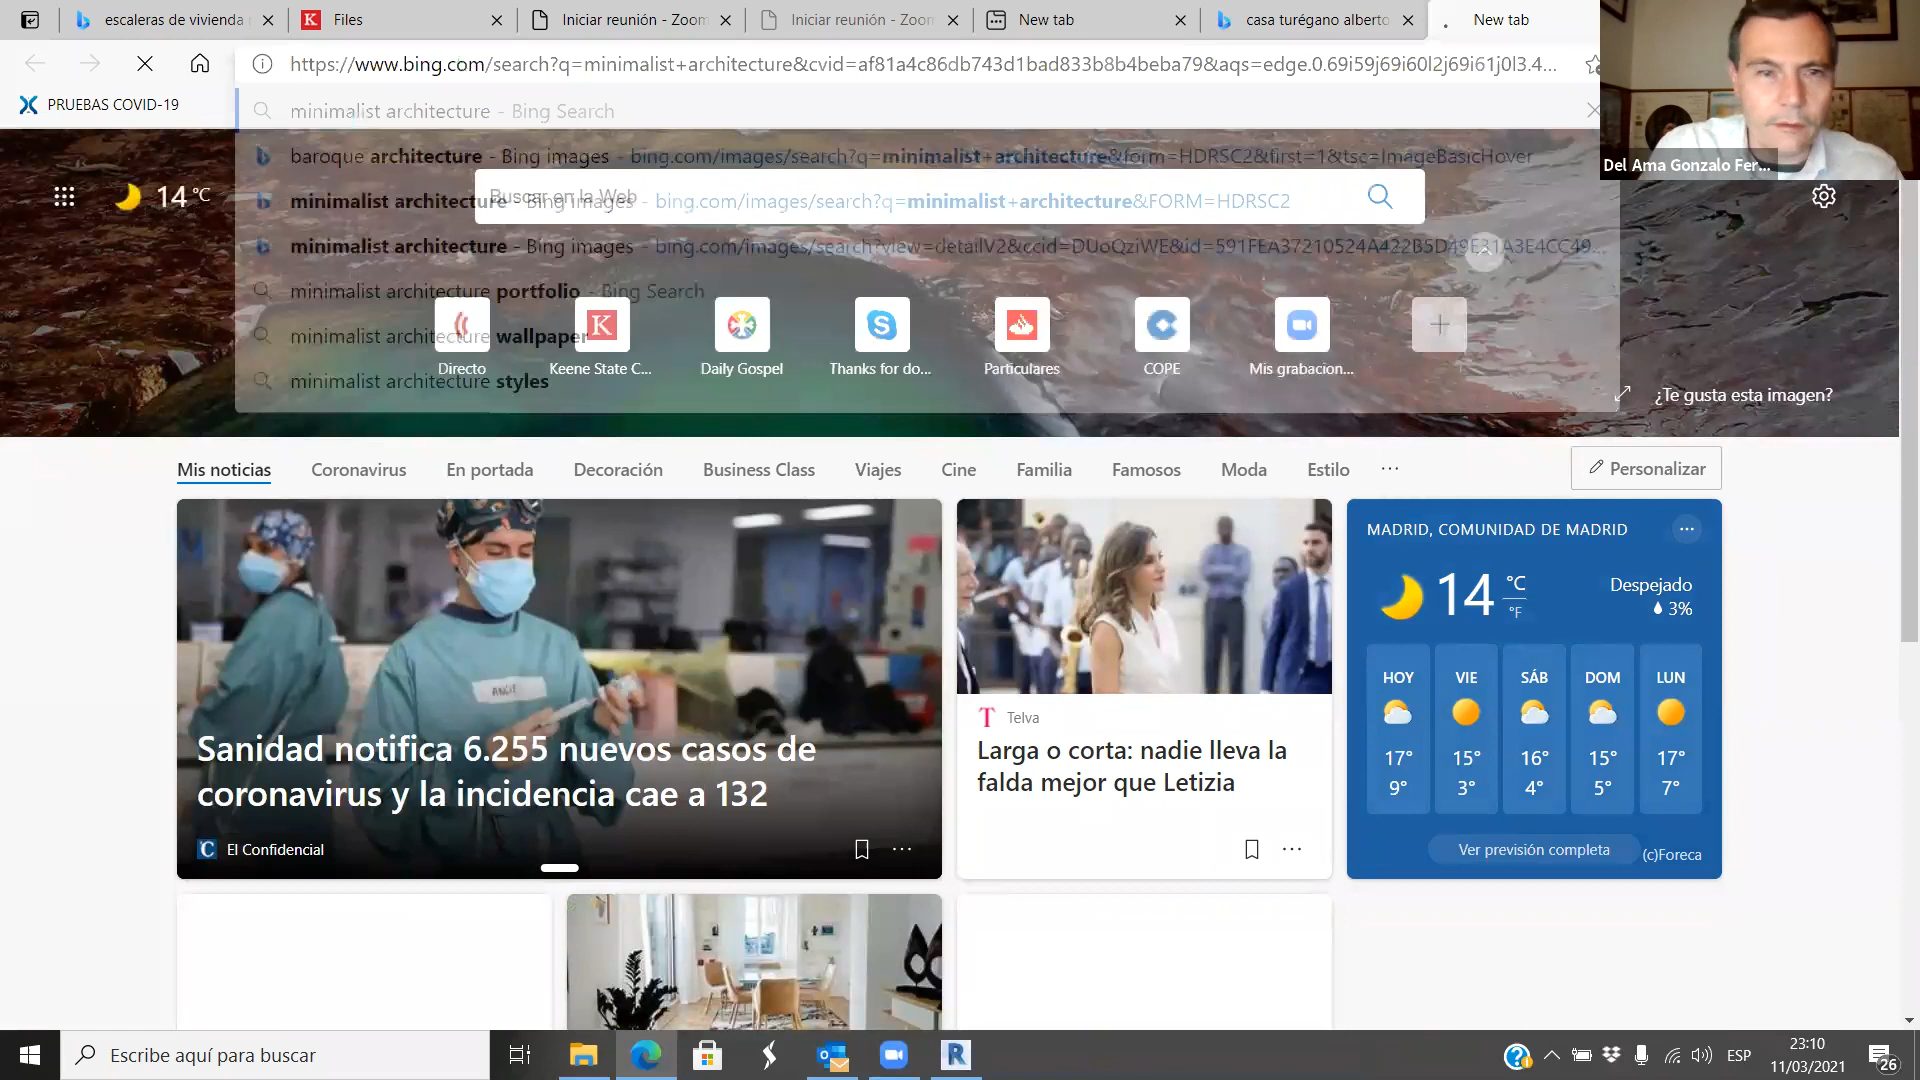 escaleras de vivienda
Files
Iniciar reunión - Zoom
Iniciar reunión - Zoom
New tab
casa turégano alberto
New tab
https://www.bing.com/search?q=minimalist+architecture&cvid=af81a4c86db743d1bad833b8b4beba79&aqs=edge.0.69i59j69i60l2j69i61j0l3.4...
PRUEBAS COVID-19
minimalist architecture - Bing Search
baroque architecture - Bing images - bing.com/images/search?q=minimalist+architecture&form=HDRSC2&first=1&tsc=ImageBasicHover
Del Ama Gonzalo Fer...
14 °C
Buscar en la Web
minimalist architecture - Bing images - bing.com/images/search?q=minimalist+architecture&FORM=HDRSC2
minimalist architecture - Bing images - bing.com/images/search?view=detailV2&ccid=DUoQziWE&id=591FEA37210524A422B5D49E31A3E4CC49...
minimalist architecture portfolio - Bing Search
minimalist architecture wallpaper
minimalist architecture styles
Directo
Keene State C...
Daily Gospel
Thanks for do...
Particulares
COPE
Mis grabacion...
¿Te gusta esta imagen?
Mis noticias
Coronavirus
En portada
Decoración
Business Class
Viajes
Cine
Familia
Famosos
Moda
Estilo
Personalizar
ANGIE
Sanidad notifica 6.255 nuevos casos de
coronavirus y la incidencia cae a 132
El Confidencial
Telva
Larga o corta: nadie lleva la
falda mejor que Letizia
MADRID, COMUNIDAD DE MADRID
14 °C
°F
Despejado
3%
HOY VIE SÁB DOM LUN
17° 15° 16° 15° 17°
9° 3° 4° 5° 7°
Ver previsión completa
(c)Foreca
Escribe aquí para buscar
ESP
23:10
11/03/2021
26